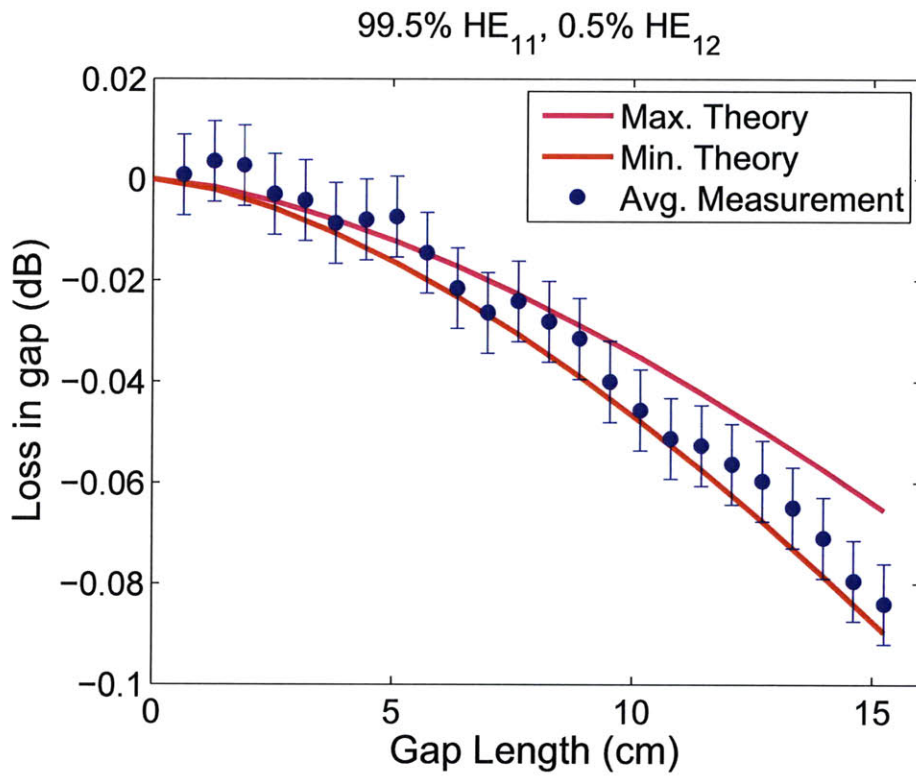 99.5% HE₁₁, 0.5% HE₁₂
0.02
0
−0.02
−0.04
−0.06
−0.08
−0.1
Loss in gap (dB)
Max. Theory
Min. Theory
Avg. Measurement
0 5 10 15
Gap Length (cm)